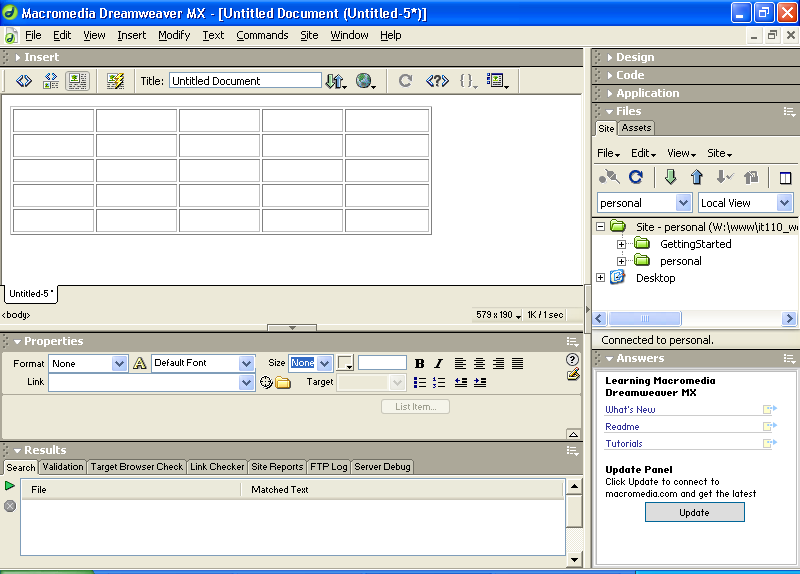 Macromedia Dreamweaver MX - [Untitled Document (Untitled-5*)]
File Edit View Insert Modify Text Commands Site Window Help
Insert
Title: Untitled Document
Untitled-5*
<body>
579 x 190 1K / 1 sec
Properties
Format None Default Font Size None B I
Link Target
List Item...
Results
Search Validation Target Browser Check Link Checker Site Reports FTP Log Server Debug
File Matched Text
Design
Code
Application
Files
Site Assets
File Edit View Site
personal Local View
Site - personal (W:\www\it110_w
GettingStarted
personal
Desktop
Connected to personal.
Answers
Learning Macromedia
Dreamweaver MX
What's New
Readme
Tutorials
Update Panel
Click Update to connect to
macromedia.com and get the latest
Update